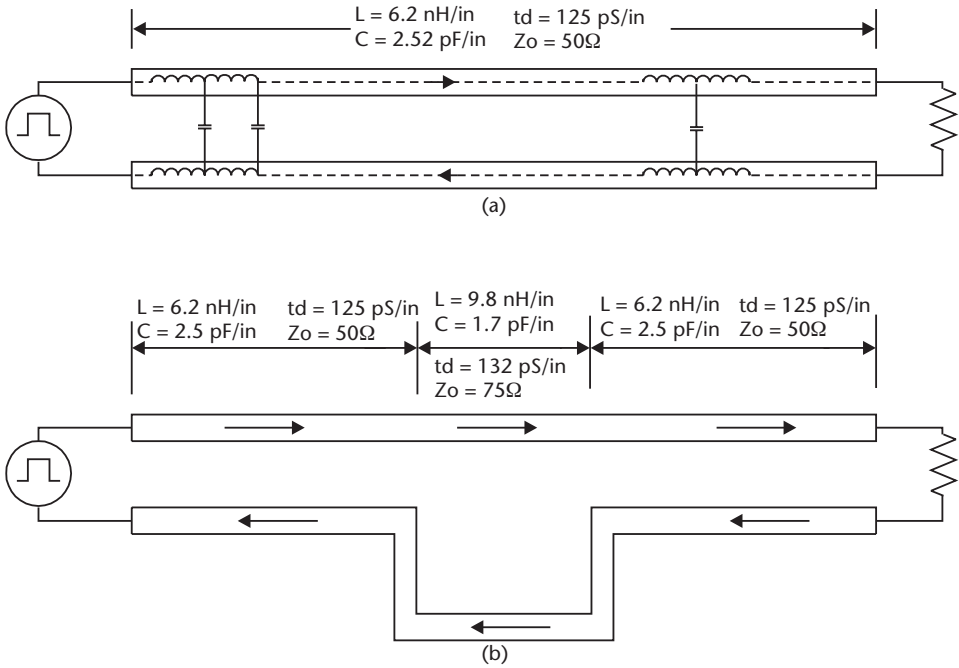 L = 6.2 nH/in td = 125 pS/in
C = 2.52 pF/in Zo = 50Ω
(a)
L = 6.2 nH/in td = 125 pS/in
C = 2.5 pF/in Zo = 50Ω
L = 9.8 nH/in
C = 1.7 pF/in
td = 132 pS/in
Zo = 75Ω
L = 6.2 nH/in td = 125 pS/in
C = 2.5 pF/in Zo = 50Ω
(b)